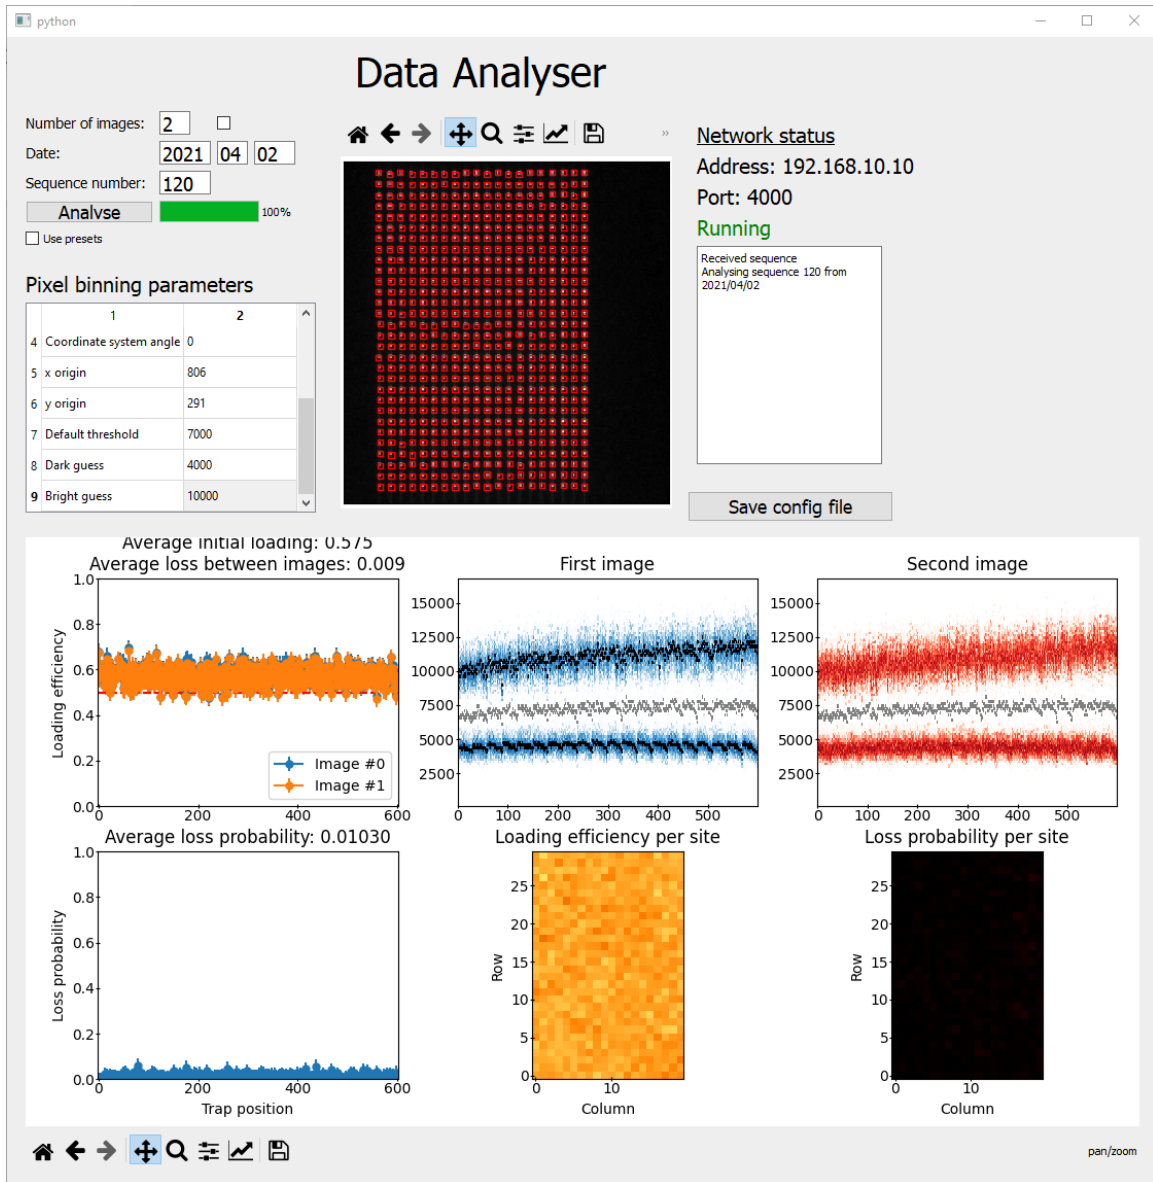 python
Data Analyser
Number of images: 2
Date: 2021 04 02
Sequence number: 120
Analyse
100%
Use presets
Pixel binning parameters
1 2
4 Coordinate system angle 0
5 x origin 806
6 y origin 291
7 Default threshold 7000
8 Dark guess 4000
9 Bright guess 10000
»
Network status
Address: 192.168.10.10
Port: 4000
Running
Received sequence
Analysing sequence 120 from
2021/04/02
Save config file
Average initial loading: 0.575
Average loss between images: 0.009
1.0
0.8
0.6
0.4
0.2
0.0
Loading efficiency
Image #0
Image #1
0 200 400 600
First image
15000
12500
10000
7500
5000
2500
0 100 200 300 400 500
Second image
15000
12500
10000
7500
5000
2500
0 100 200 300 400 500
Average loss probability: 0.01030
1.0
0.8
0.6
0.4
0.2
0.0
Loss probability
0 200 400 600
Trap position
Loading efficiency per site
25
20
15
10
5
0
Row
0 10
Column
Loss probability per site
25
20
15
10
5
0
Row
0 10
Column
pan/zoom